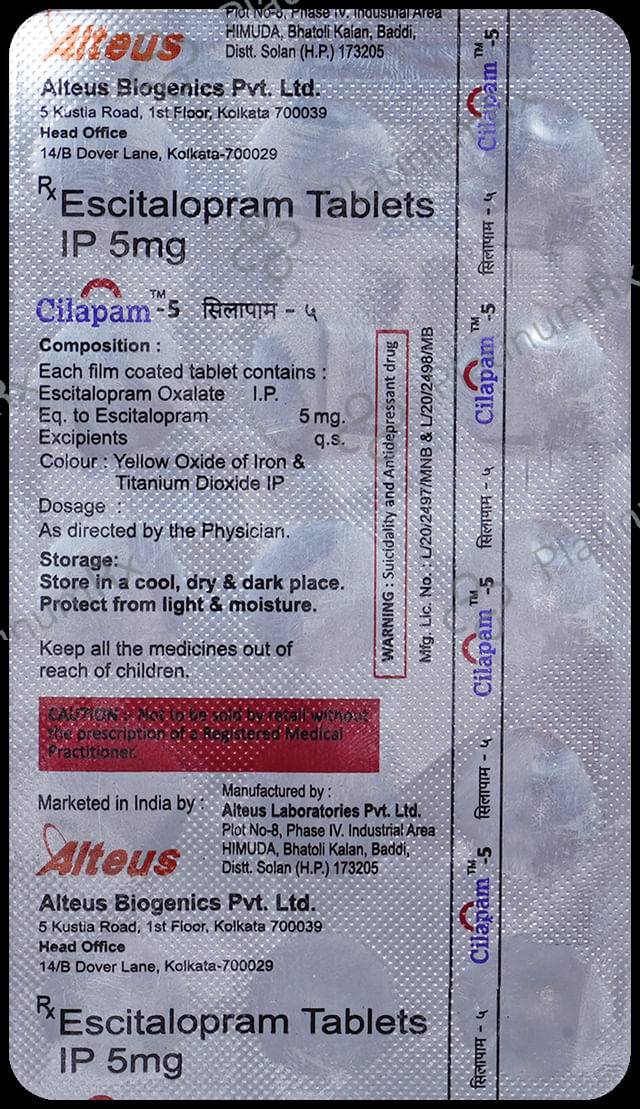 Plot No-8, Phase IV. Industrial Area
Alteus
HIMUDA, Bhatoli Kalan, Baddi,
Distt. Solan (H.P.) 173205
Alteus Biogenics Pvt. Ltd.
5 Kustia Road, 1st Floor, Kolkata 700039
Head Office
14/B Dover Lane, Kolkata-700029
Rx Escitalopram Tablets
IP 5mg
Cilapam™-5 सिलापाम - ५
Composition :
Each film coated tablet contains :
Escitalopram Oxalate I.P.
Eq. to Escitalopram 5 mg.
Excipients q.s.
Colour : Yellow Oxide of Iron &
Titanium Dioxide IP
Dosage :
As directed by the Physician.
Storage:
Store in a cool, dry & dark place.
Protect from light & moisture.
Keep all the medicines out of
reach of children.
WARNING : Suicidality and Antidepressant drug
Mfg. Lic. No. : L/20/2497/MNB & L/20/2498/MB
CAUTION :- Not to be sold by retail without
the prescription of a Registered Medical
Practitioner.
Marketed in India by :
Alteus
Manufactured by :
Alteus Laboratories Pvt. Ltd.
Plot No-8, Phase IV. Industrial Area
HIMUDA, Bhatoli Kalan, Baddi,
Distt. Solan (H.P.) 173205
Alteus Biogenics Pvt. Ltd.
5 Kustia Road, 1st Floor, Kolkata 700039
Head Office
14/B Dover Lane, Kolkata-700029
Rx Escitalopram Tablets
IP 5mg
Cilapam™-5
सिलापाम - ५
Cilapam™-5
सिलापाम - ५
Cilapam™-5
सिलापाम - ५
Cilapam™-5
सिलापाम - ५
PlatinumRx
PlatinumRx
PlatinumRx